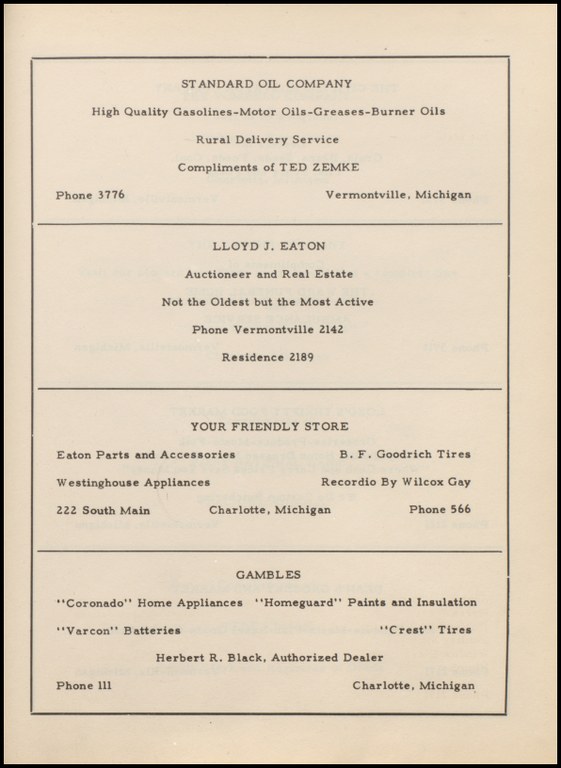 STANDARD OIL COMPANY
High Quality Gasolines-Motor Oils-Greases-Burner Oils
Rural Delivery Service
Compliments of TED ZEMKE
Phone 3776 Vermontville, Michigan
LLOYD J. EATON
Auctioneer and Real Estate
Not the Oldest but the Most Active
Phone Vermontville 2142
Residence 2189
YOUR FRIENDLY STORE
Eaton Parts and Accessories B. F. Goodrich Tires
Westinghouse Appliances Recordio By Wilcox Gay
222 South Main Charlotte, Michigan Phone 566
GAMBLES
"Coronado" Home Appliances "Homeguard" Paints and Insulation
"Varcon" Batteries "Crest" Tires
Herbert R. Black, Authorized Dealer
Phone 111 Charlotte, Michigan